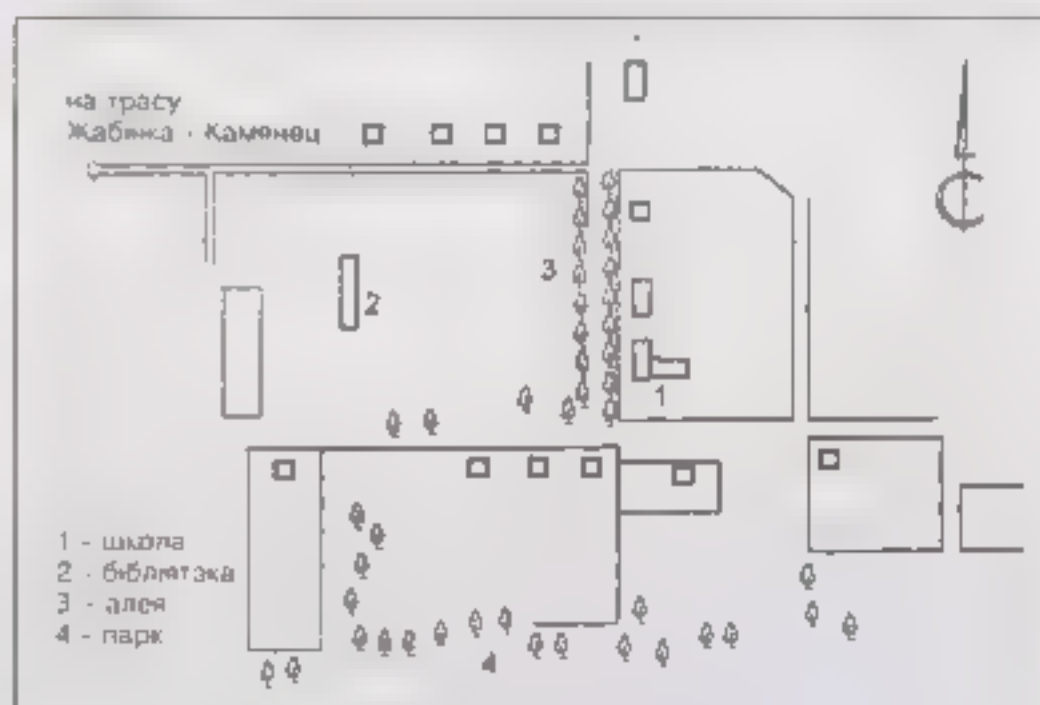 на трасу
Жабинка - Каменец
3
2
1
1 - школа
2 - бібліятэка
3 - алея
4 - парк
4